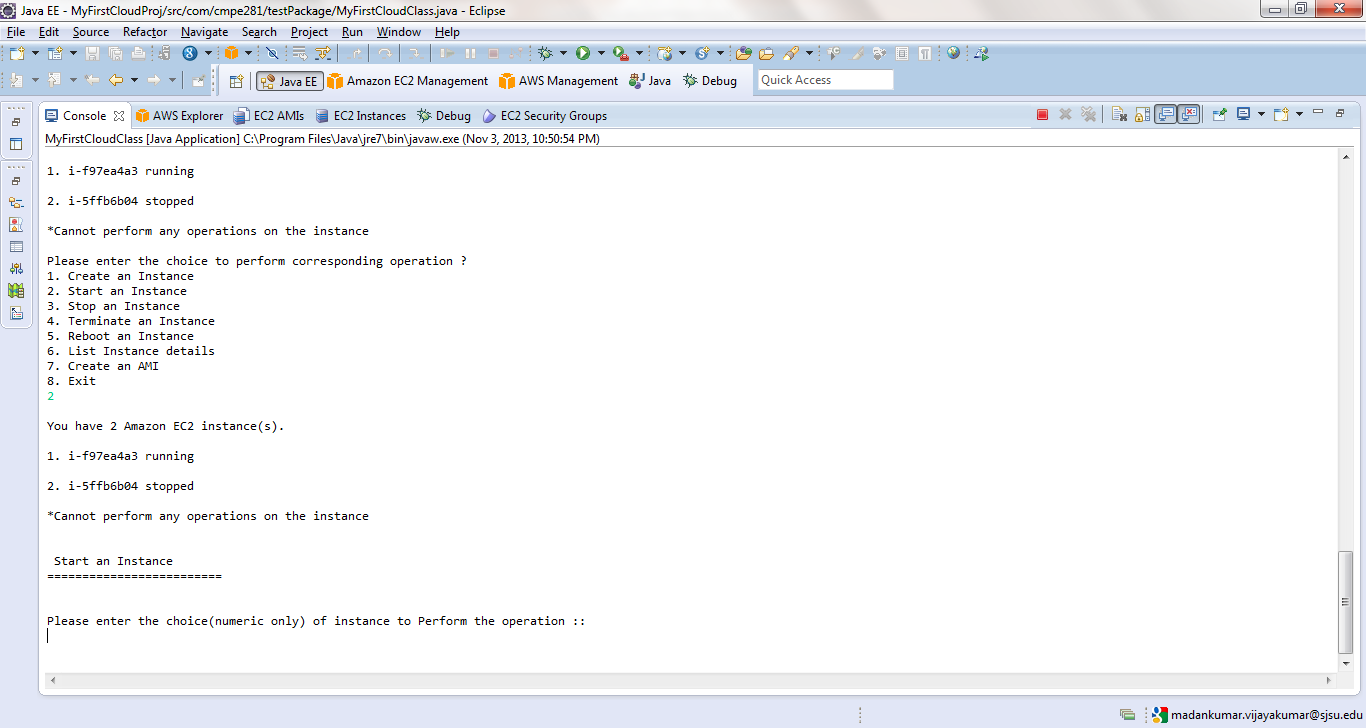 Java EE - MyFirstCloudProj/src/com/cmpe281/testPackage/MyFirstCloudClass.java - Eclipse
File Edit Source Refactor Navigate Search Project Run Window Help
Java EE Amazon EC2 Management AWS Management Java Debug Quick Access
Console AWS Explorer EC2 AMIs EC2 Instances Debug EC2 Security Groups
MyFirstCloudClass [Java Application] C:\Program Files\Java\jre7\bin\javaw.exe (Nov 3, 2013, 10:50:54 PM)
1. i-f97ea4a3 running
2. i-5ffb6b04 stopped
*Cannot perform any operations on the instance
Please enter the choice to perform corresponding operation ?
1. Create an Instance
2. Start an Instance
3. Stop an Instance
4. Terminate an Instance
5. Reboot an Instance
6. List Instance details
7. Create an AMI
8. Exit
2
You have 2 Amazon EC2 instance(s).
1. i-f97ea4a3 running
2. i-5ffb6b04 stopped
*Cannot perform any operations on the instance
Start an Instance
=========================
Please enter the choice(numeric only) of instance to Perform the operation ::
madankumar.vijayakumar@sjsu.edu